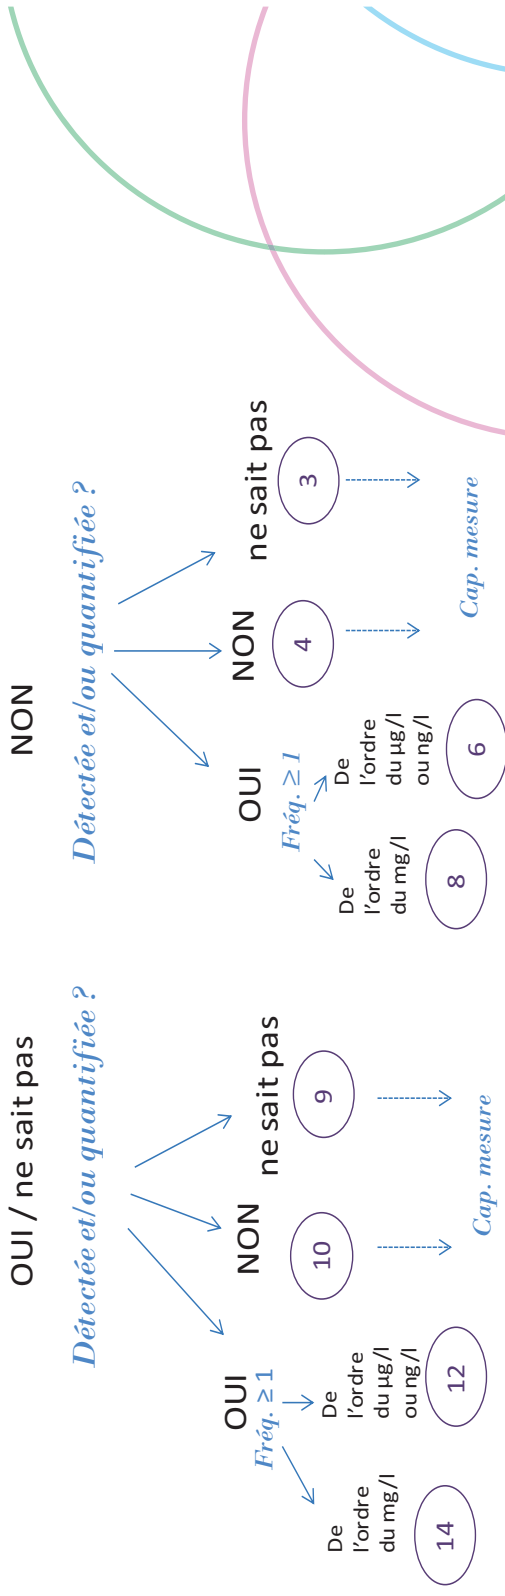 OUI / ne sait pas
Détectée et/ou quantifiée ?
OUI
Fréq. ≥ 1
De
l'ordre
du mg/l
14
De
l'ordre
du µg/l
ou ng/l
12
NON
10
ne sait pas
9
Cap. mesure
NON
Détectée et/ou quantifiée ?
OUI
Fréq. ≥ 1
De
l'ordre
du mg/l
8
De
l'ordre
du µg/l
ou ng/l
6
NON
4
ne sait pas
3
Cap. mesure